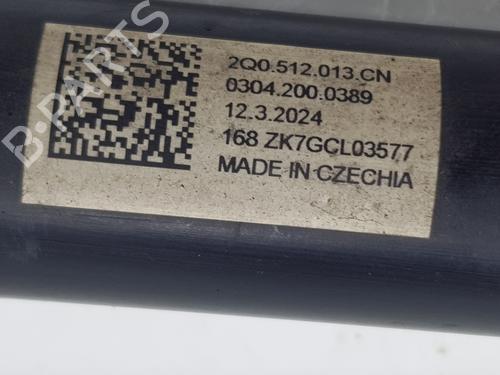 2Q0.512.013.CN
0304.200.0389
12.3.2024
168 ZK7GCL03577
MADE IN CZECHIA
B-PARTS